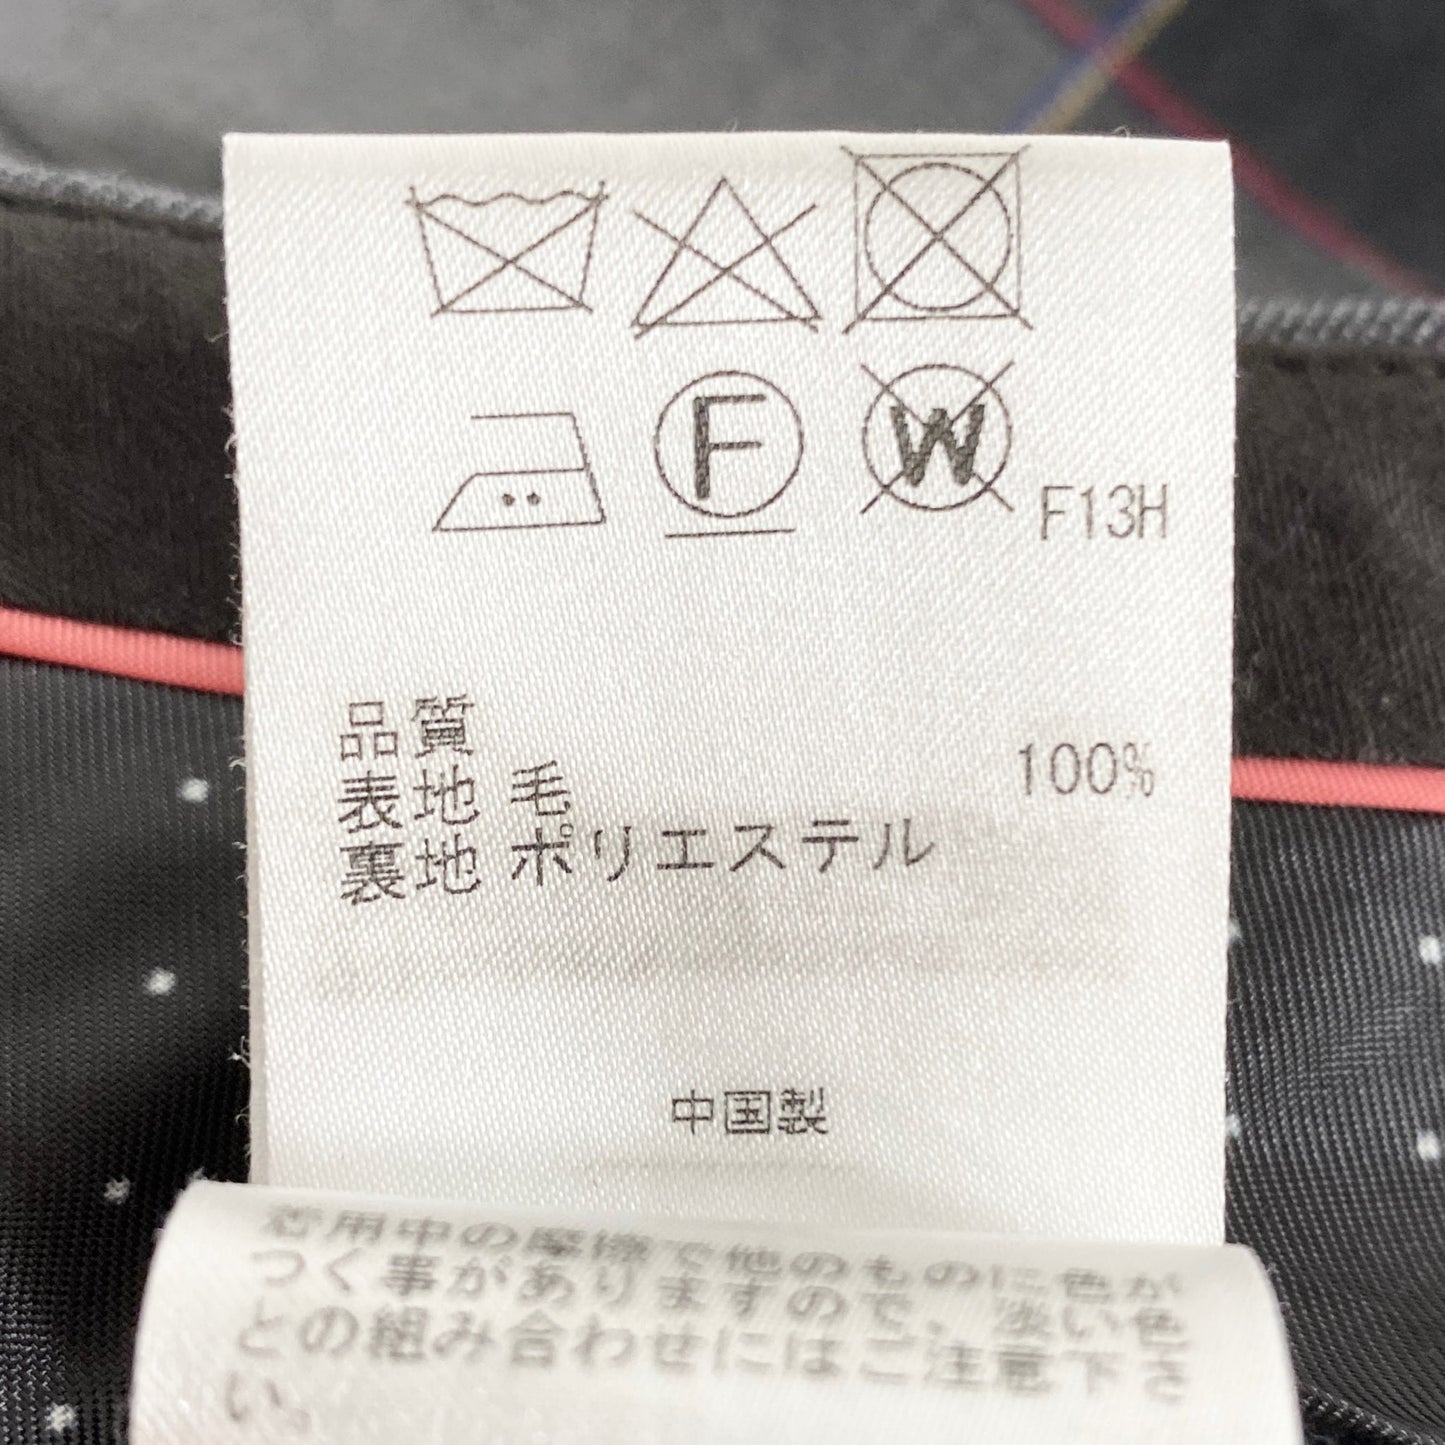 F
W
F13H
品質
表地 毛 100%
裏地 ポリエステル
中国製
着用中の摩擦で他のものに色が
つく事がありますので、淡い色
との組み合わせにはご注意下さ
い。